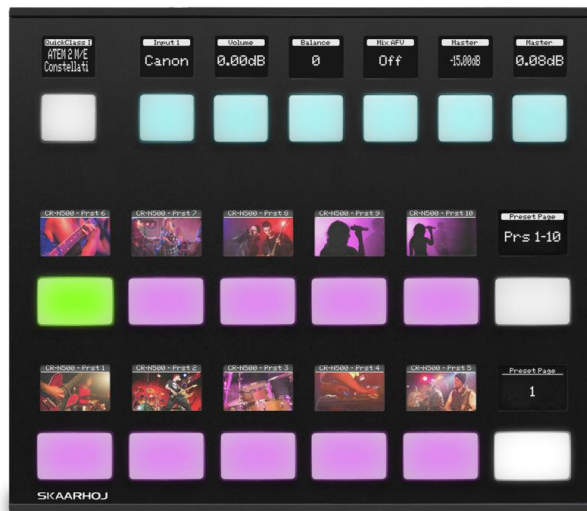 QuickClass 1
ATEM 2 M/E
Constellati
Input 1
Canon
Volume
0.00dB
Balance
0
Mix AFV
Off
Master
-15.00dB
Master
0.08dB
CR-N500 - Prst 6
CR-N500 - Prst 7
CR-N500 - Prst 8
CR-N500 - Prst 9
CR-N500 - Prst 10
Preset Page
Prs 1-10
CR-N500 - Prst 1
CR-N500 - Prst 2
CR-N500 - Prst 3
CR-N500 - Prst 4
CR-N500 - Prst 5
Preset Page
1
SKAARHOJ